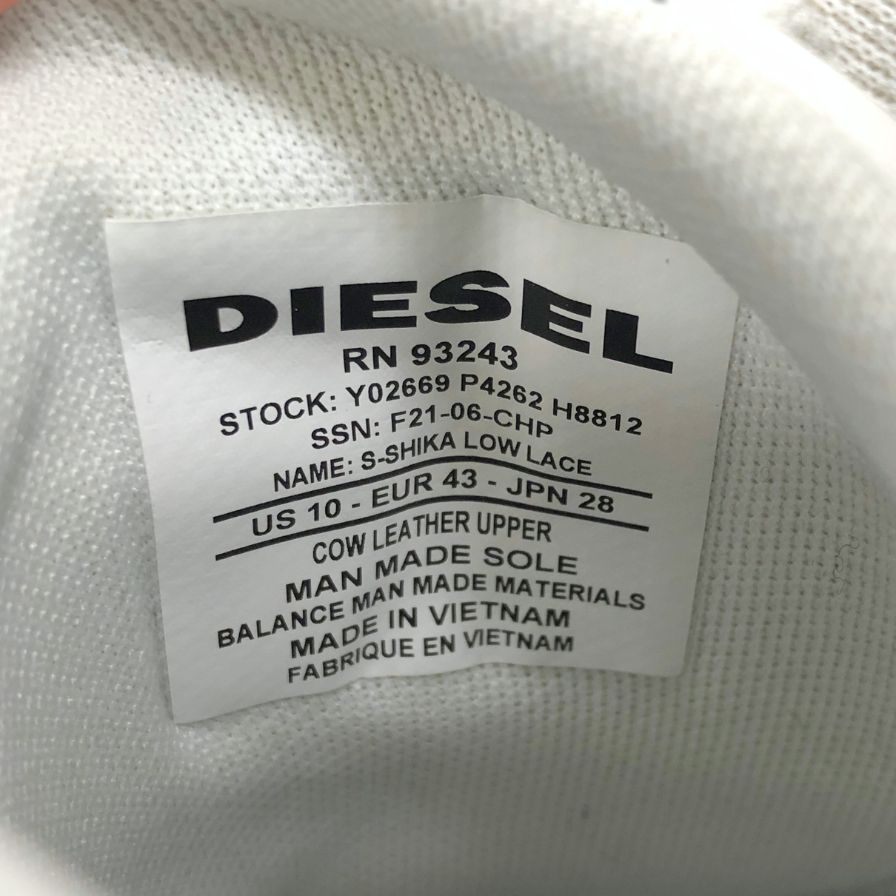 DIESEL
RN 93243
STOCK: Y02669 P4262 H8812
SSN: F21-06-CHP
NAME: S-SHIKA LOW LACE
US 10 - EUR 43 - JPN 28
COW LEATHER UPPER
MAN MADE SOLE
BALANCE MAN MADE MATERIALS
MADE IN VIETNAM
FABRIQUE EN VIETNAM